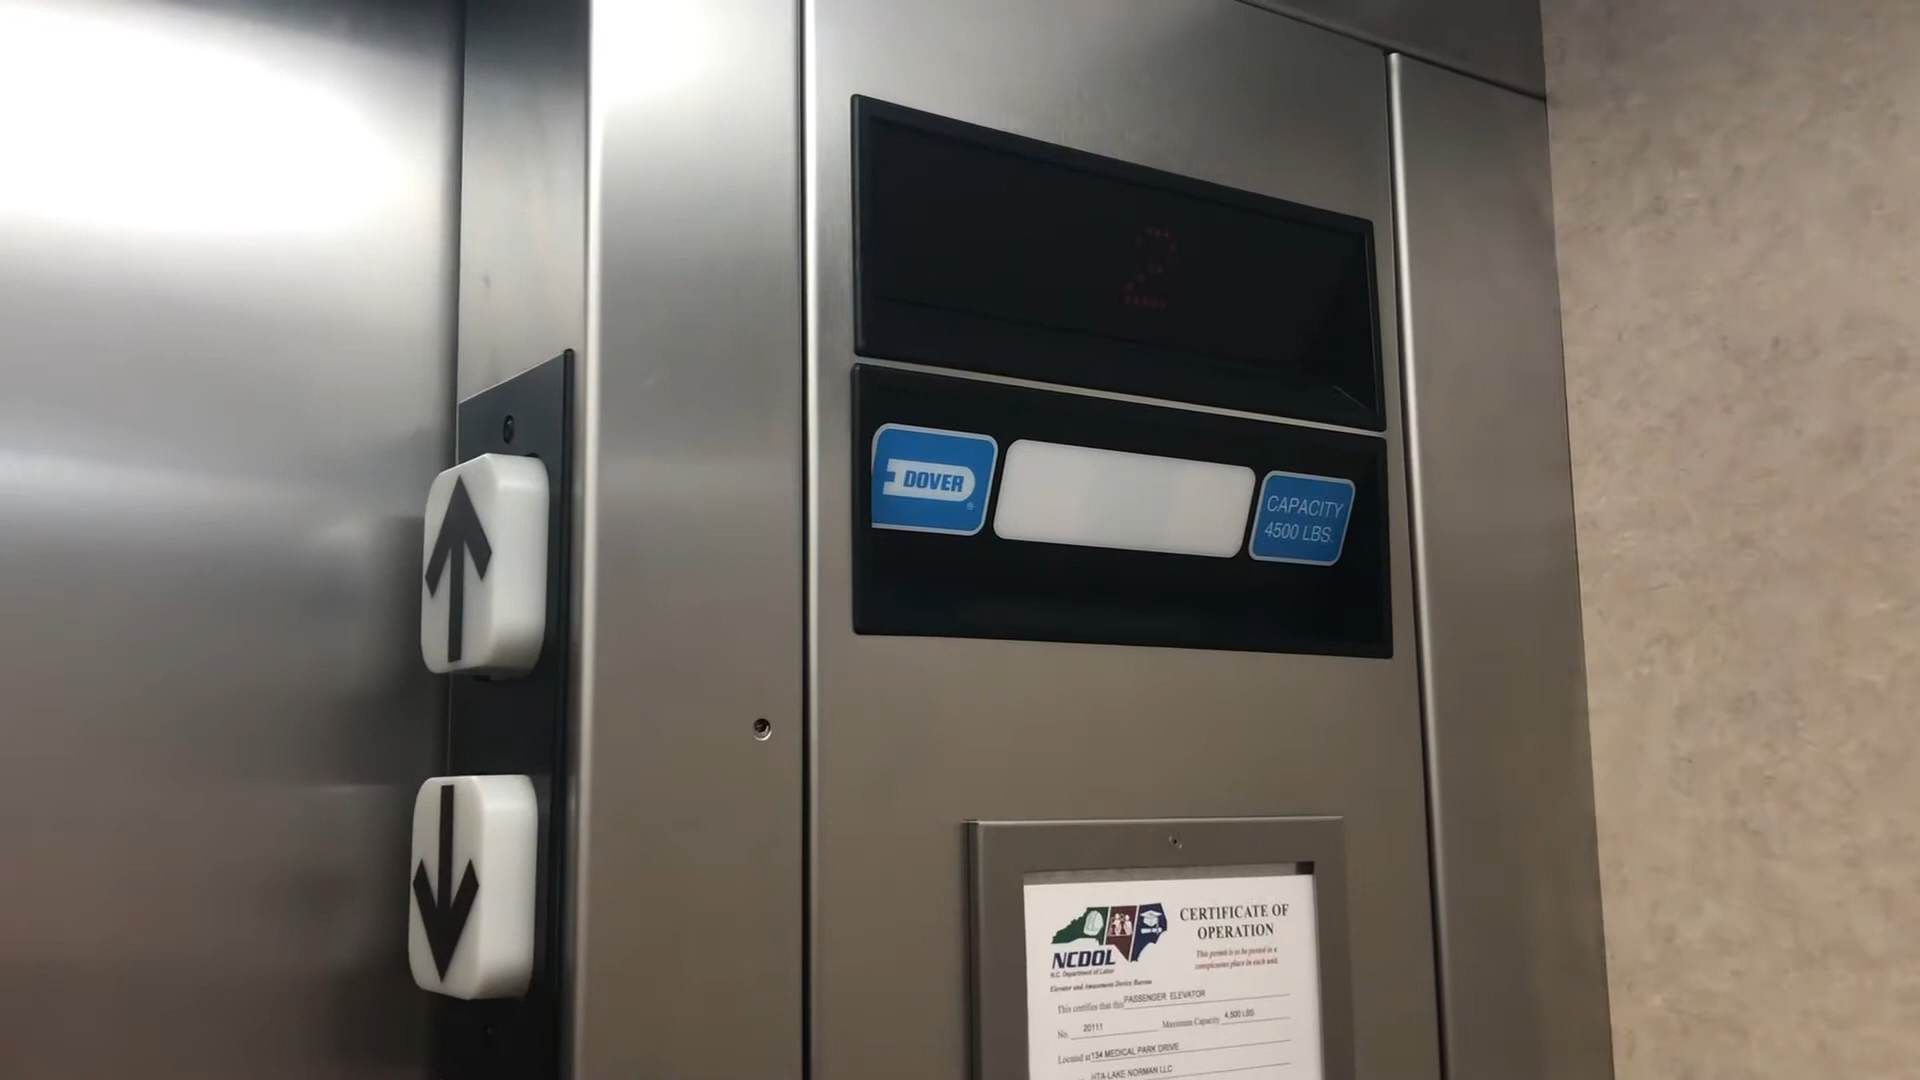 2
DOVER
®
CAPACITY
4500 LBS.
NCDOL
N.C. Department of Labor
CERTIFICATE OF
OPERATION
This permit is to be posted in a
conspicuous place in each unit.
Elevator and Amusement Device Bureau
This certifies that this PASSENGER ELEVATOR
No. 20111 Maximum Capacity 4,500 LBS
Located at 134 MEDICAL PARK DRIVE
HTA-LAKE NORMAN LLC